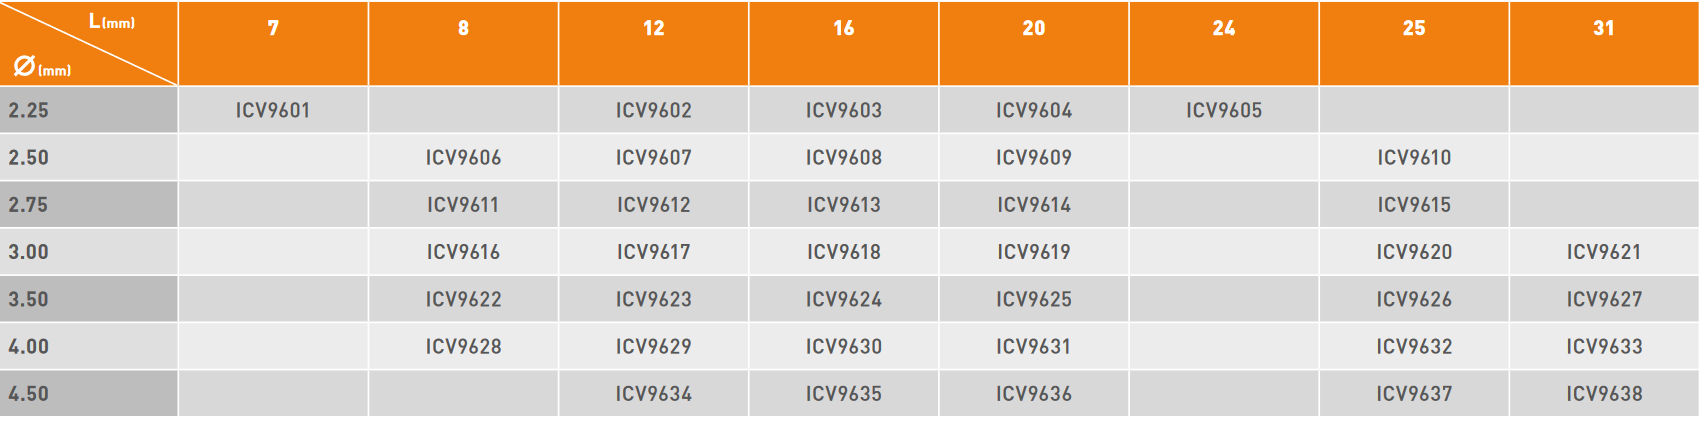 L(mm) 7 8 12 16 20 24 25 31
Ø(mm)
2.25 ICV9601 ICV9602 ICV9603 ICV9604 ICV9605
2.50 ICV9606 ICV9607 ICV9608 ICV9609 ICV9610
2.75 ICV9611 ICV9612 ICV9613 ICV9614 ICV9615
3.00 ICV9616 ICV9617 ICV9618 ICV9619 ICV9620 ICV9621
3.50 ICV9622 ICV9623 ICV9624 ICV9625 ICV9626 ICV9627
4.00 ICV9628 ICV9629 ICV9630 ICV9631 ICV9632 ICV9633
4.50 ICV9634 ICV9635 ICV9636 ICV9637 ICV9638